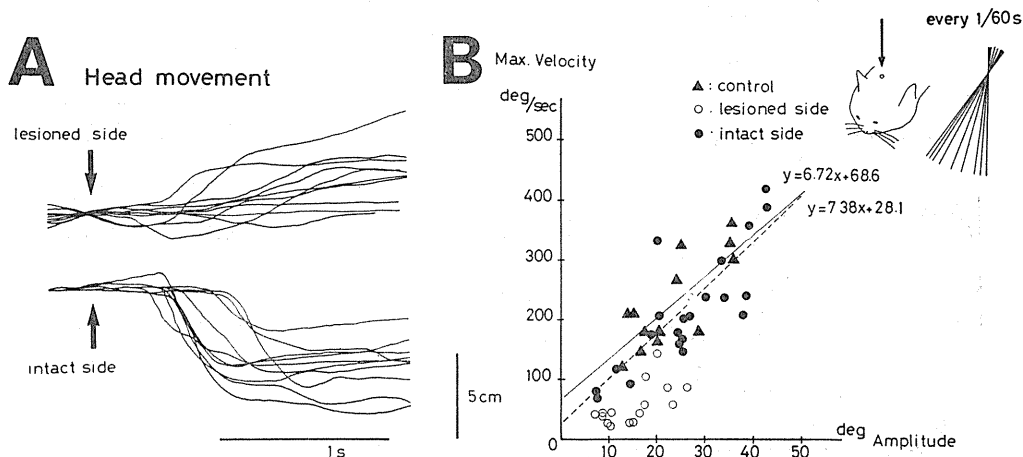 A
Head movement
lesioned side
intact side
5cm
1s
B
Max. Velocity
deg/sec
500
400
300
200
100
0
10
20
30
40
50
deg
Amplitude
▲ : control
○ : lesioned side
● : intact side
y=6.72x+68.6
y=7.38x+28.1
every 1/60s